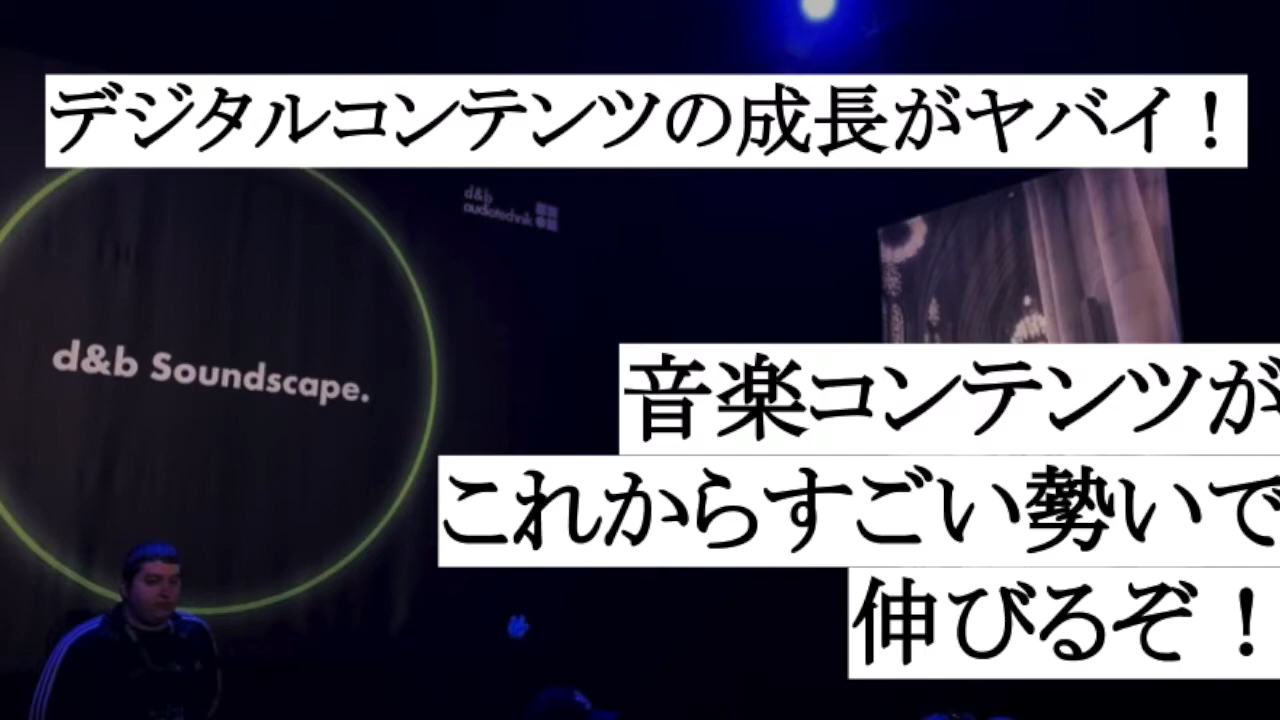 デジタルコンテンツの成長がヤバイ！
d&b
audiotechnik
d&b Soundscape.
音楽コンテンツが
これからすごい勢いで
伸びるぞ！